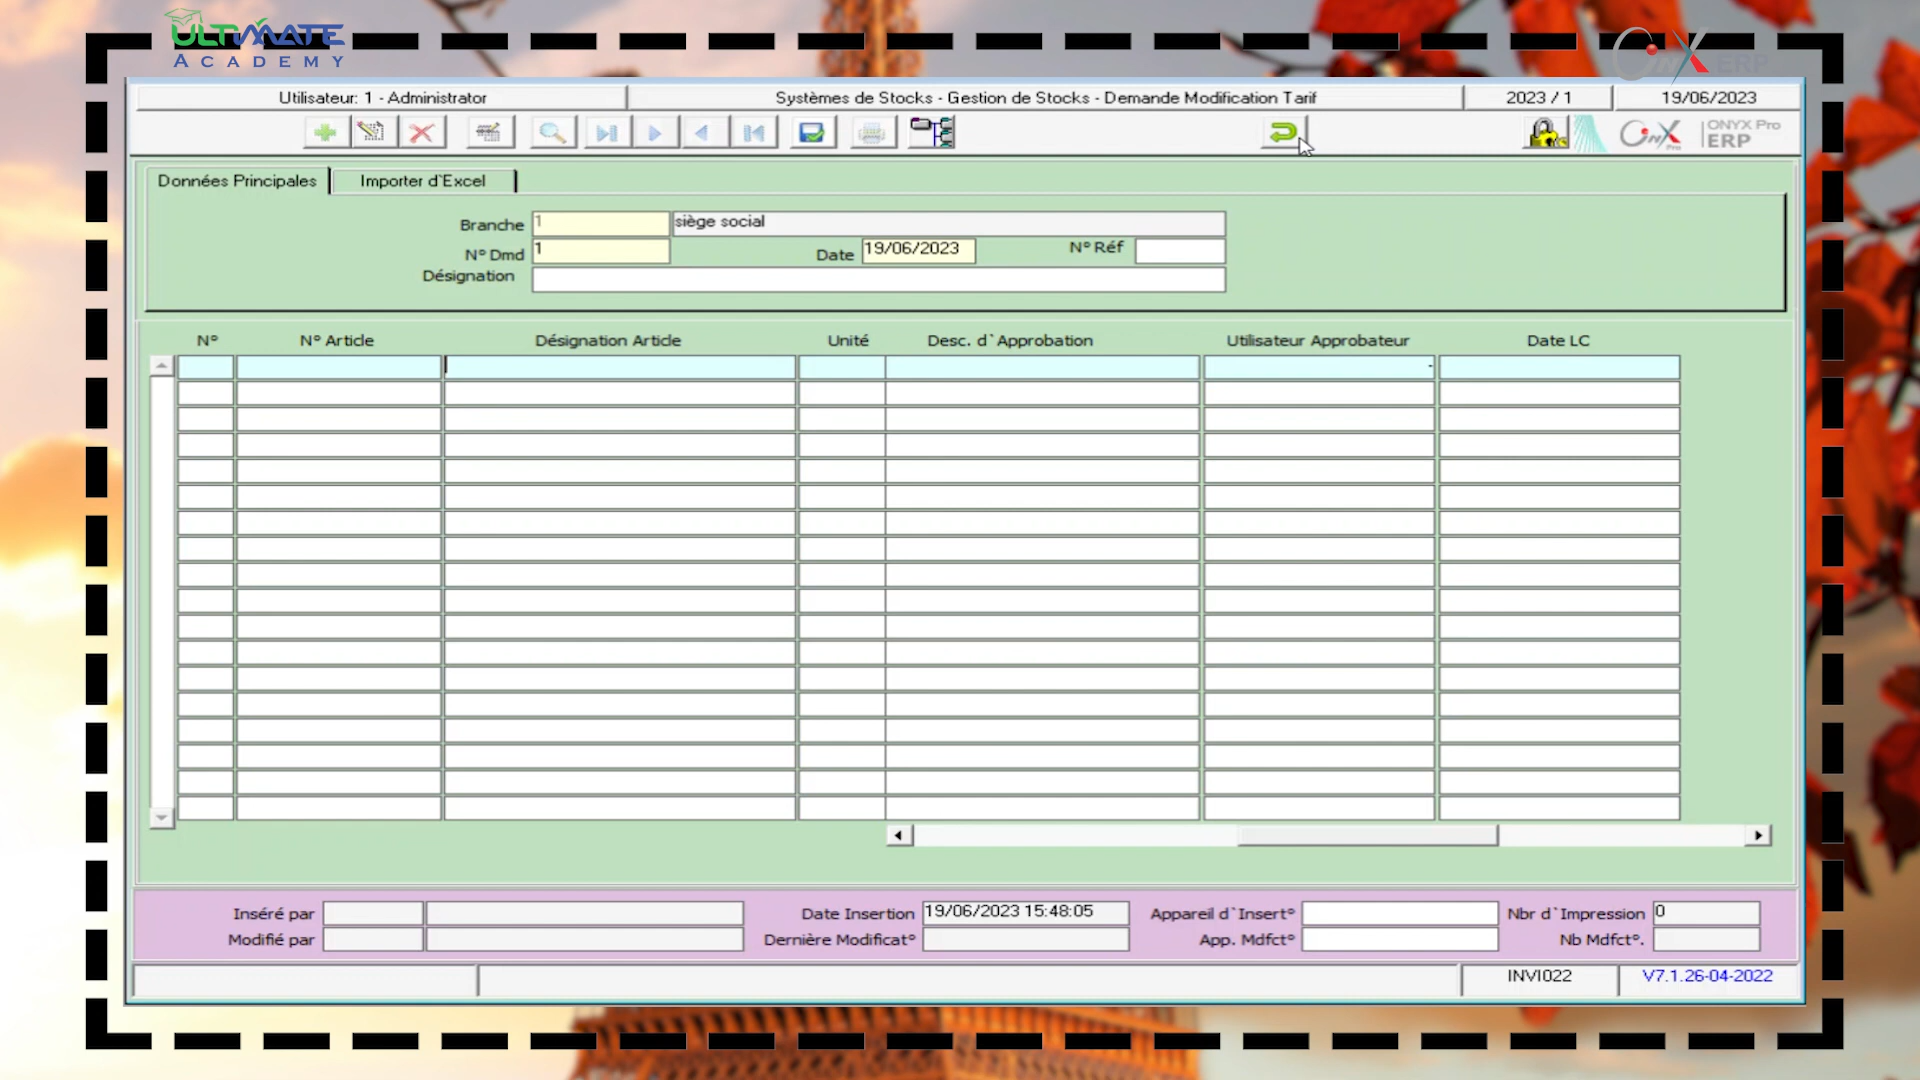 ULTIMATE
ACADEMY
OnyX ERP
Utilisateur: 1 - Administrator
Systèmes de Stocks - Gestion de Stocks - Demande Modification Tarif
2023 / 1
19/06/2023
OnyX Pro
ONYX Pro
ERP
Données Principales
Importer d`Excel
Branche 1 siège social
N° Dmd 1 Date 19/06/2023 N° Réf
Désignation
N° N° Article Désignation Article Unité Desc. d`Approbation Utilisateur Approbateur Date LC
Inséré par Date Insertion 19/06/2023 15:48:05 Appareil d`Insert° Nbr d`Impression 0
Modifié par Dernière Modificat° App. Mdfct° Nb Mdfct°.
INVI022 V7.1.26-04-2022